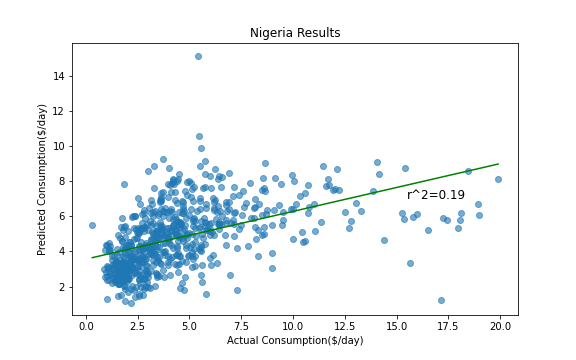 Nigeria Results
Predicted Consumption($/day)
14
12
10
8
6
4
2
r^2=0.19
0.0 2.5 5.0 7.5 10.0 12.5 15.0 17.5 20.0
Actual Consumption($/day)